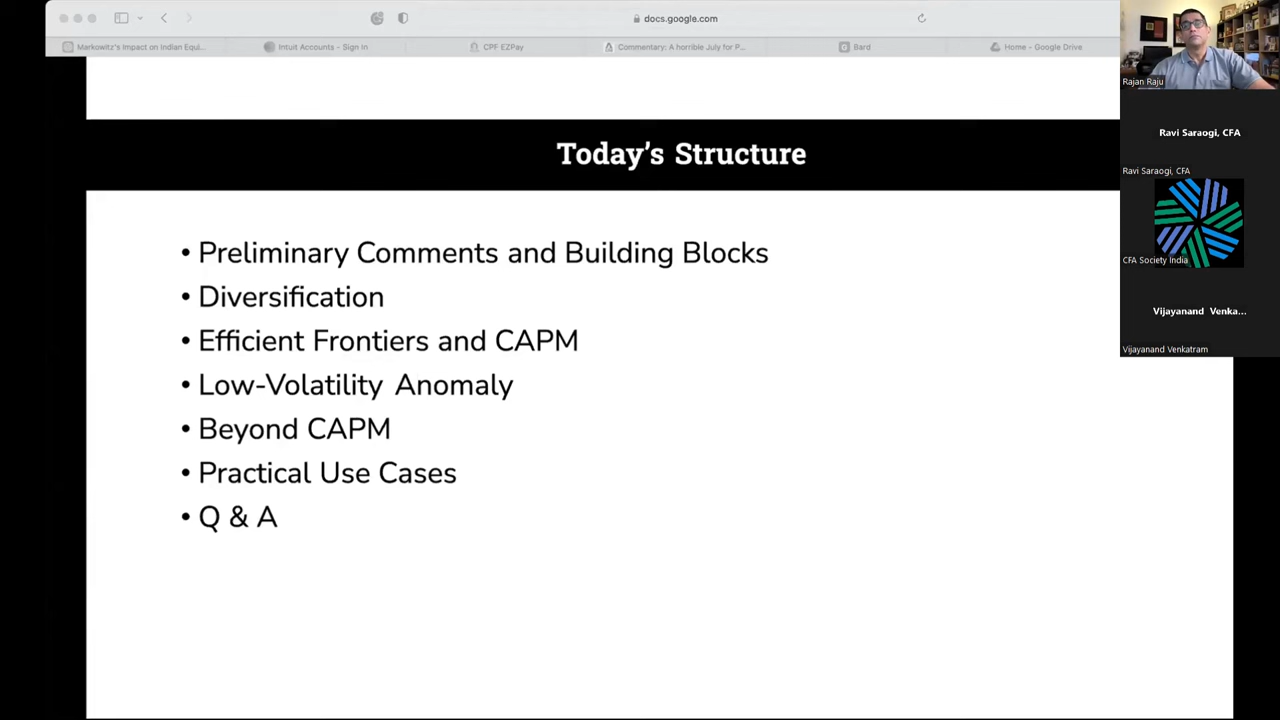 docs.google.com
Markowitz's Impact on Indian Equi...
Intuit Accounts - Sign In
CPF EZPay
Commentary: A horrible July for P...
Bard
Home - Google Drive
Today's Structure
• Preliminary Comments and Building Blocks
• Diversification
• Efficient Frontiers and CAPM
• Low-Volatility Anomaly
• Beyond CAPM
• Practical Use Cases
• Q & A
Rajan Raju
Ravi Saraogi, CFA
Ravi Saraogi, CFA
CFA Society India
Vijayanand Venka...
Vijayanand Venkatram